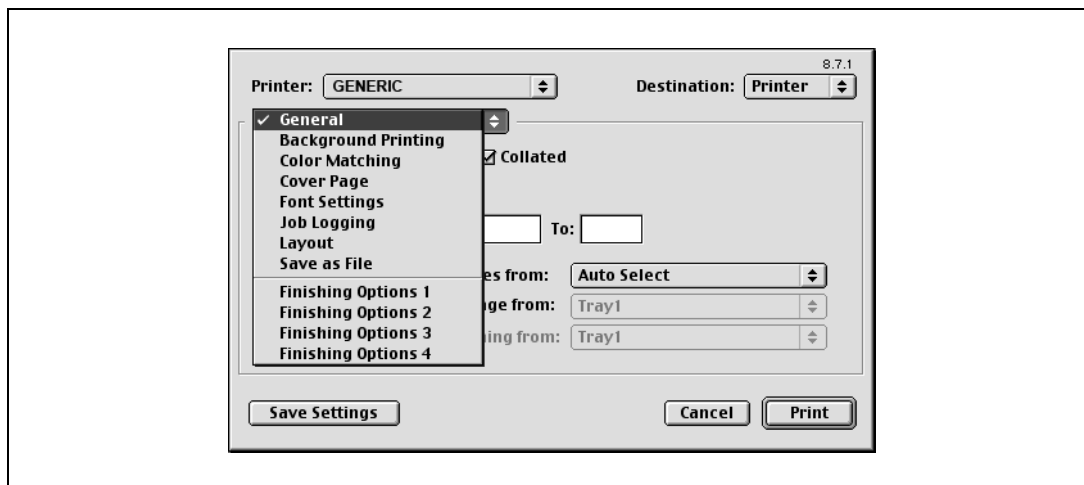 8.7.1
Printer: GENERIC Destination: Printer
✓ General
Background Printing
Color Matching
Cover Page
Font Settings
Job Logging
Layout
Save as File
Finishing Options 1
Finishing Options 2
Finishing Options 3
Finishing Options 4
Collated
To:
es from: Auto Select
ge from: Tray1
ing from: Tray1
Save Settings Cancel Print